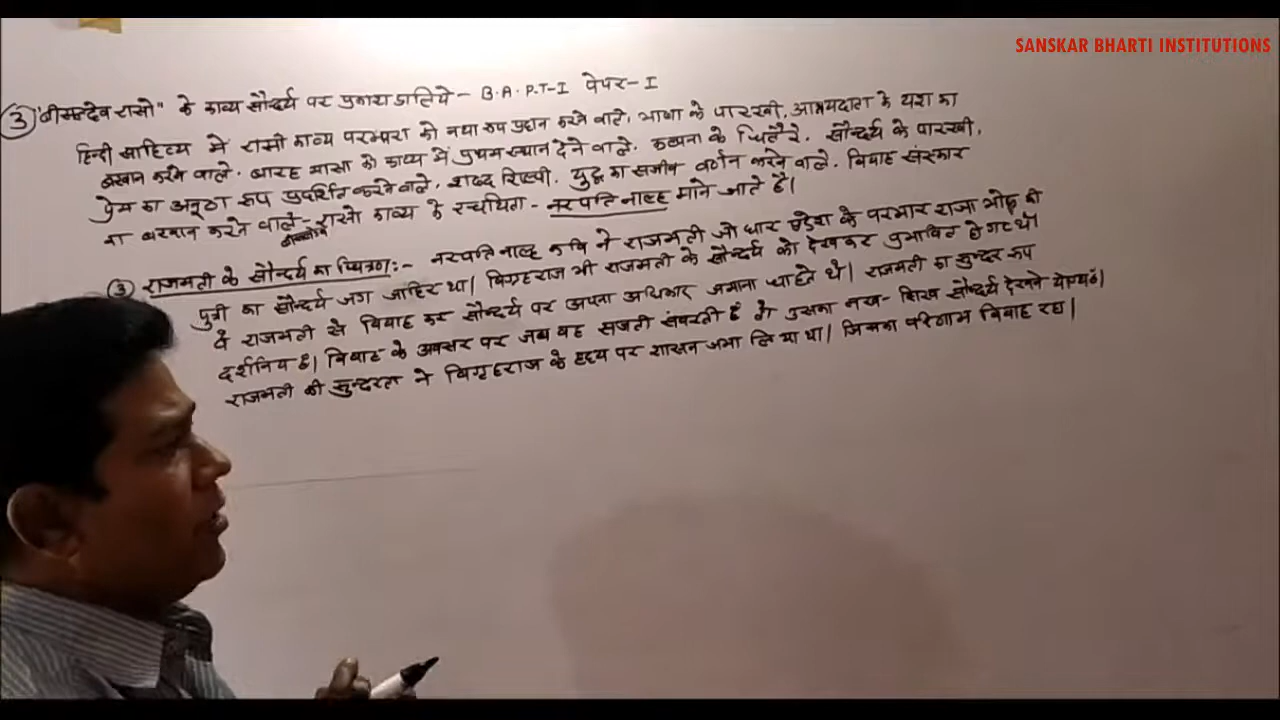 SANSKAR BHARTI INSTITUTIONS
③ "बीसलदेव रासो" के काव्य सौन्दर्य पर प्रकाश डालिये - B.A.P.T-I पेपर-I
हिन्दी साहित्य में रासो काव्य परम्परा को नया रूप प्रदान करने वाले, भाषा के पारखी, आश्रयदाता के यश का
बखान करने वाले, बारह मासा को काव्य में प्रथम स्थान देने वाले, कल्पना के चितेरे, सौन्दर्य के पारखी,
प्रेम का अनूठा रूप प्रदर्शित करने वाले, शब्द शिल्पी, युद्ध का सजीव वर्णन करने वाले, विवाह संस्कार
का बखान करने वाले - रासो काव्य के रचयिता - नरपति नाल्ह माने जाते है।
③ राजमती के सौन्दर्य का चित्रण:- नरपति नाल्ह कवि ने राजमती जो धार प्रदेश के परमार राजा भोज की
पुत्री का सौन्दर्य जग जाहिर था। विग्रहराज भी राजमती के सौन्दर्य को देखकर प्रभावित हो गए थे।
वे राजमती से विवाह कर सौन्दर्य पर अपना अधिकार जमाना चाहते थे। राजमती का सुन्दर रूप
दर्शनिय है। विवाह के अवसर पर जब वह सजती संवरती है तो उसका नख-शिख सौन्दर्य देखने योग्य है।
राजमती की सुन्दरता ने विग्रहराज के हृदय पर शासन जमा लिया था। जिसका परिणाम विवाह रहा।